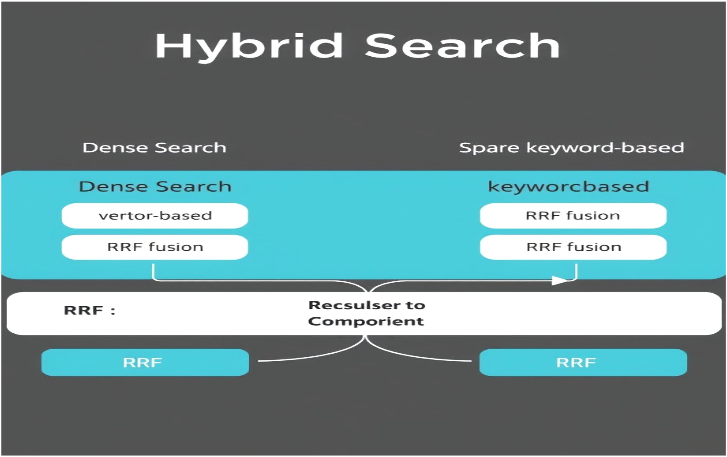 Hybrid Search
Dense Search
Spare keyword-based
Dense Search
keyworcbased
vertor-based
RRF fusion
RRF fusion
RRF fusion
RRF :
Recsulser to
Comporient
RRF
RRF